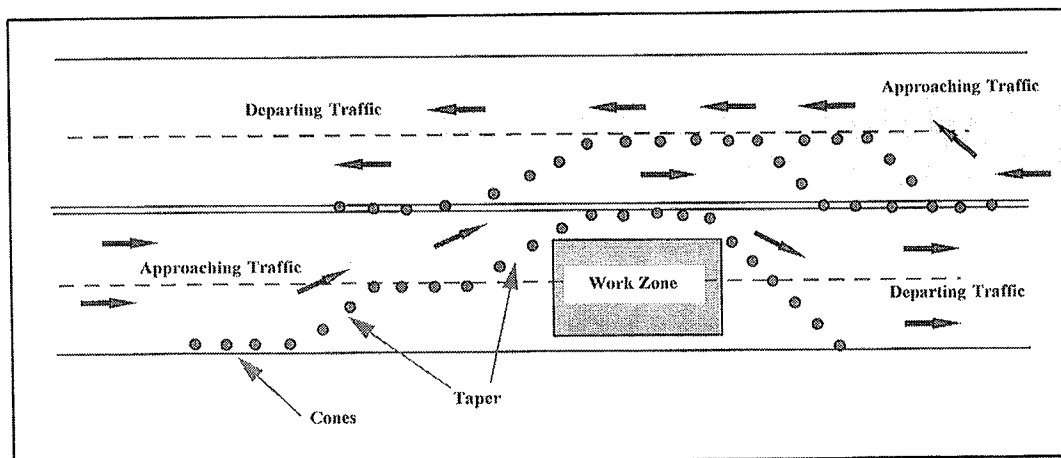 Approaching Traffic
Departing Traffic
Approaching Traffic
Work Zone
Departing Traffic
Taper
Cones